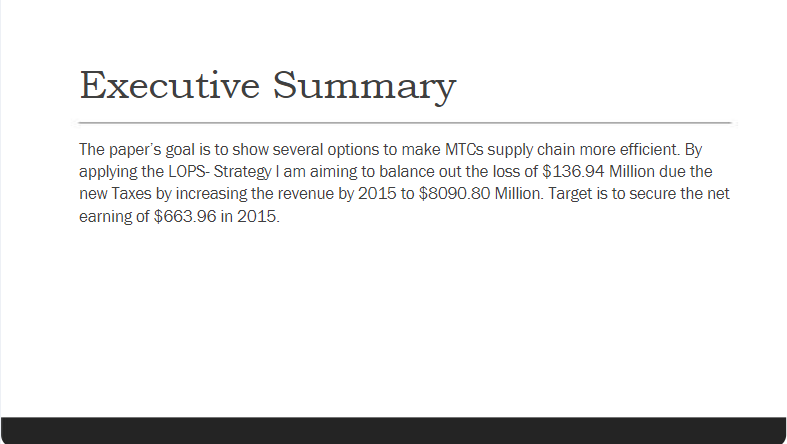 Executive Summary
The paper's goal is to show several options to make MTCs supply chain more efficient. By
applying the LOPS- Strategy I am aiming to balance out the loss of $136.94 Million due the
new Taxes by increasing the revenue by 2015 to $8090.80 Million. Target is to secure the net
earning of $663.96 in 2015.